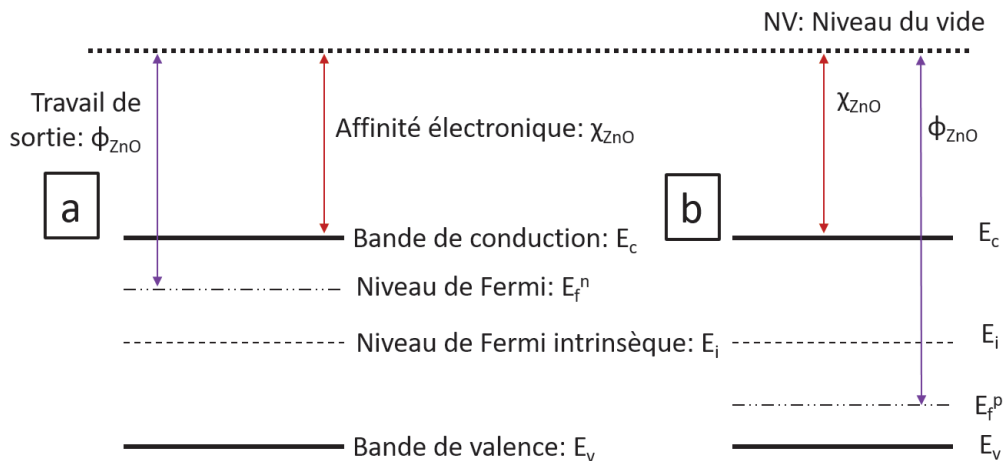 NV: Niveau du vide
Travail de
sortie: ϕZnO
Affinité électronique: χZnO
χZnO
ϕZnO
a
b
Bande de conduction: Ec
Ec
Niveau de Fermi: Efn
Niveau de Fermi intrinsèque: Ei
Ei
Efp
Bande de valence: Ev
Ev